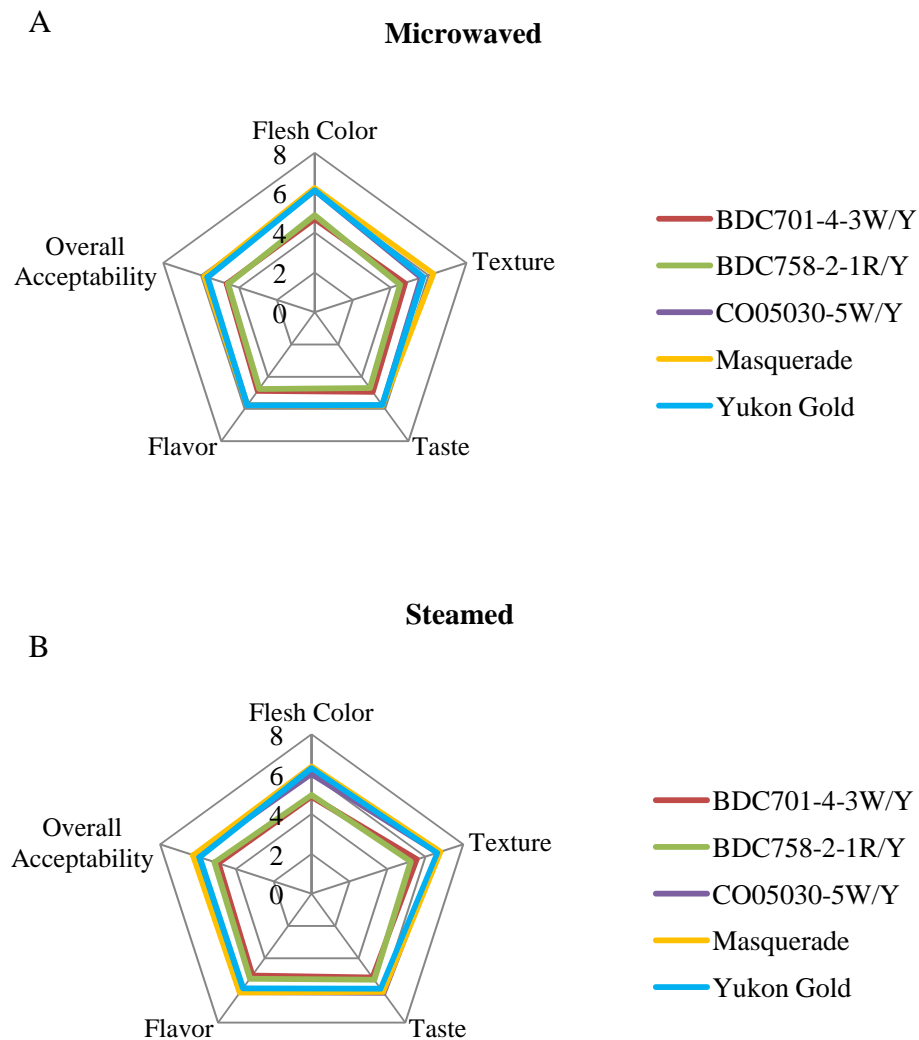 A
Microwaved
Flesh Color
8
6
4
2
0
Overall
Acceptability
Texture
Flavor
Taste
BDC701-4-3W/Y
BDC758-2-1R/Y
CO05030-5W/Y
Masquerade
Yukon Gold
Steamed
B
Flesh Color
8
6
4
2
0
Overall
Acceptability
Texture
Flavor
Taste
BDC701-4-3W/Y
BDC758-2-1R/Y
CO05030-5W/Y
Masquerade
Yukon Gold